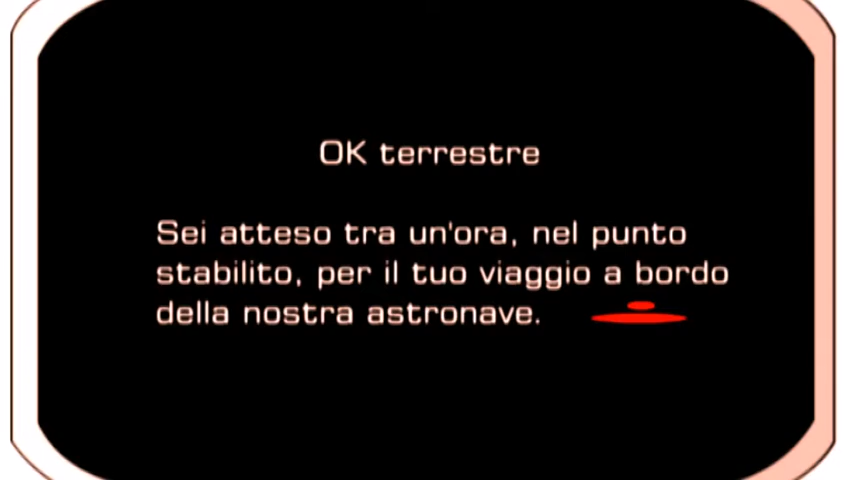 OK terrestre
Sei atteso tra un'ora, nel punto
stabilito, per il tuo viaggio a bordo
della nostra astronave.